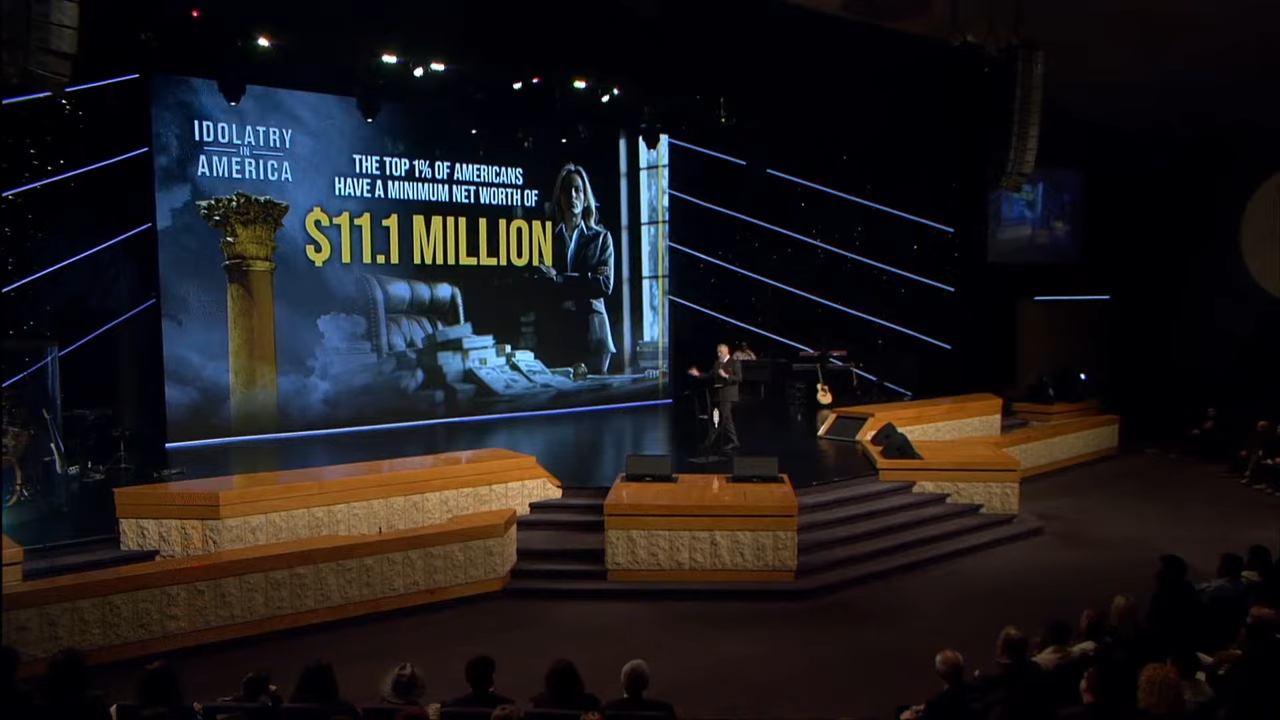 IDOLATRY
IN
AMERICA
THE TOP 1% OF AMERICANS
HAVE A MINIMUM NET WORTH OF
$11.1 MILLION